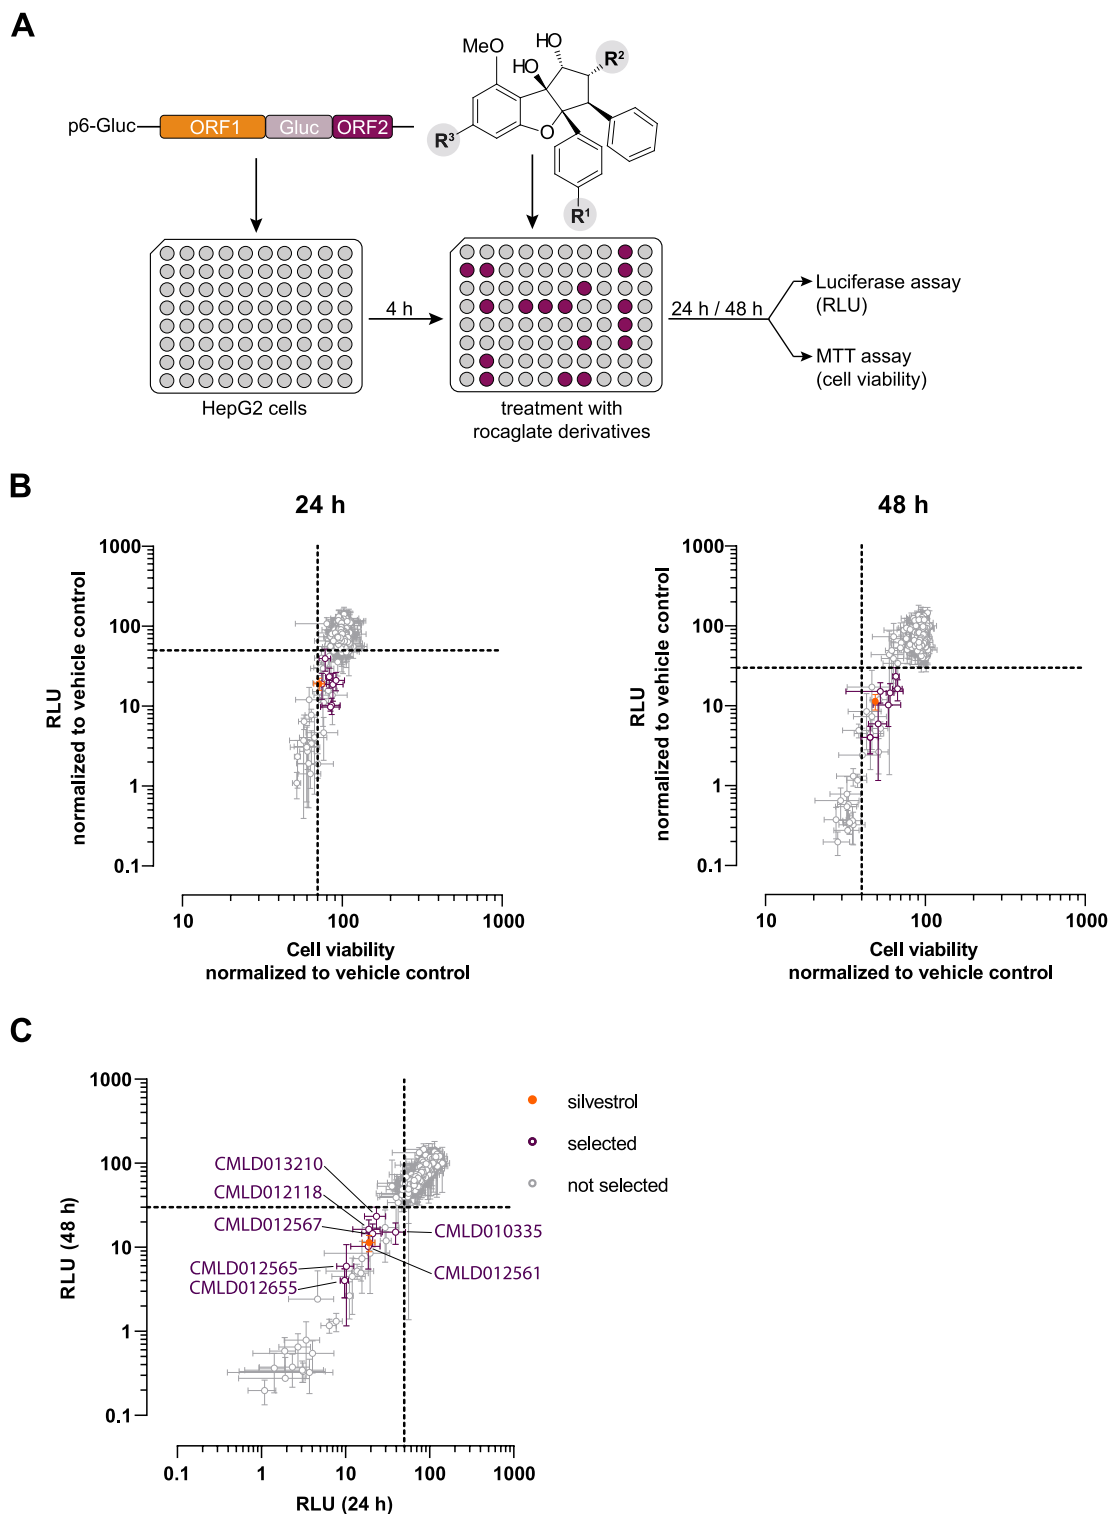 A
p6-Gluc
ORF1
Gluc
ORF2
MeO
HO
HO
R²
R³
O
R¹
4 h
24 h / 48 h
Luciferase assay
(RLU)
MTT assay
(cell viability)
HepG2 cells
treatment with
rocaglate derivatives
B
24 h
1000
100
10
1
0.1
RLU
normalized to vehicle control
10
100
1000
Cell viability
normalized to vehicle control
48 h
1000
100
10
1
0.1
RLU
normalized to vehicle control
10
100
1000
Cell viability
normalized to vehicle control
C
1000
100
10
1
0.1
RLU (48 h)
CMLD013210
CMLD012118
CMLD012567
CMLD012565
CMLD012655
CMLD010335
CMLD012561
0.1
1
10
100
1000
RLU (24 h)
silvestrol
selected
not selected